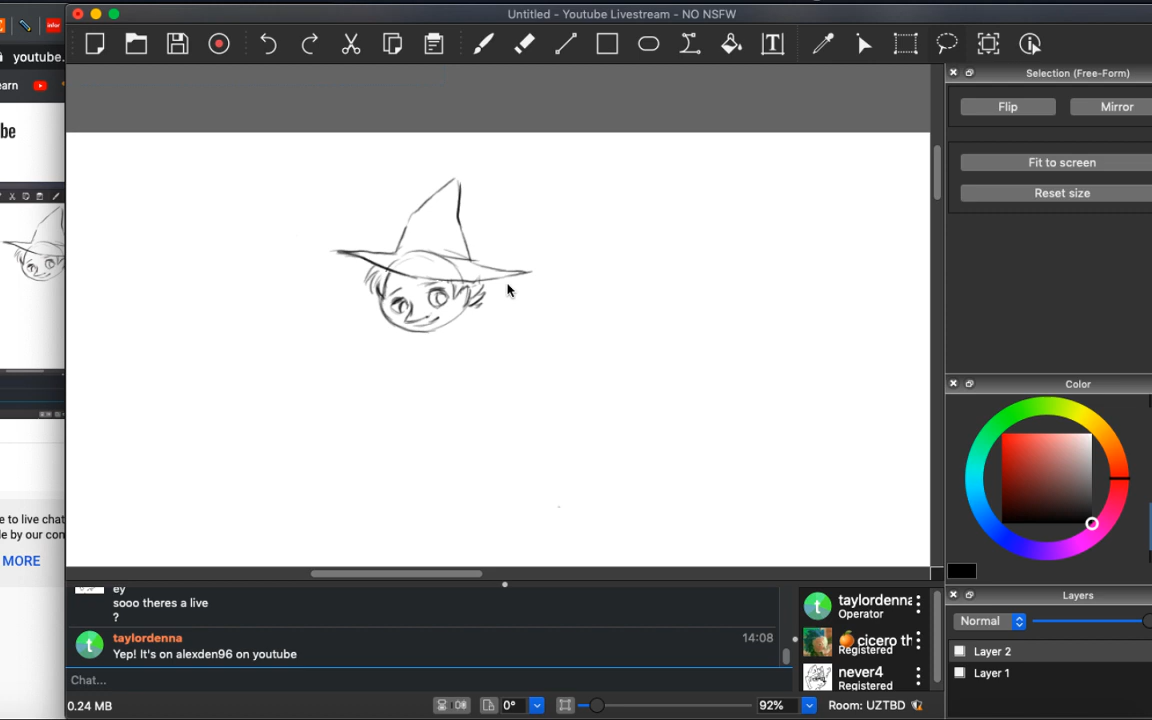 Untitled - Youtube Livestream - NO NSFW
youtube.
earn
be
T
Selection (Free-Form)
Flip
Mirror
Fit to screen
Reset size
Color
e to live chat
le by our con
MORE
ey
sooo theres a live
?
taylordenna
14:08
Yep! It's on alexden96 on youtube
Chat...
taylordenna
Operator
cicero th
Registered
never4
Registered
Layers
Normal
Layer 2
Layer 1
0.24 MB
0°
92%
Room: UZTBD